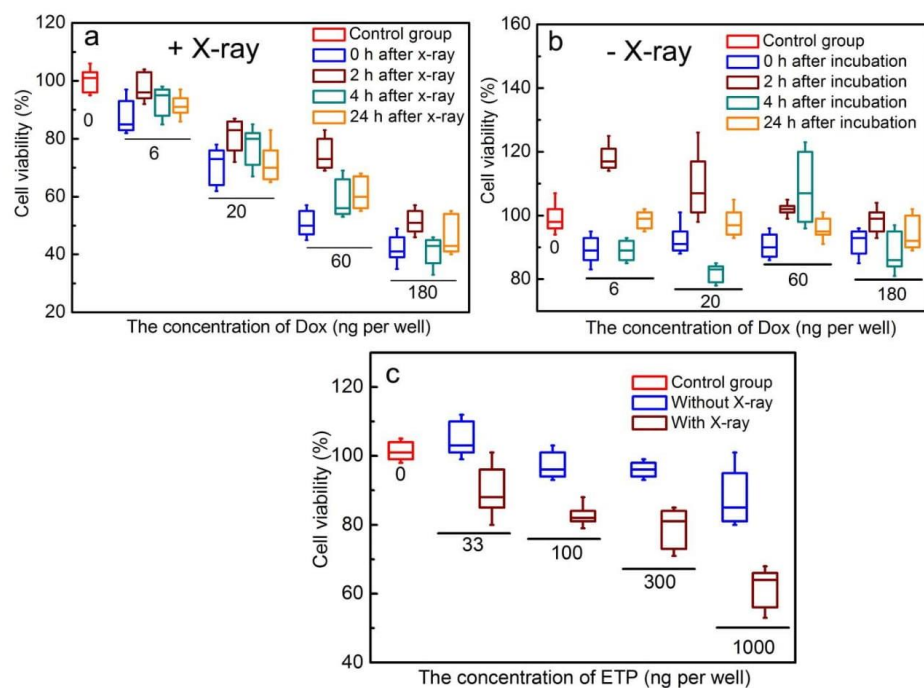 a
+ X-ray
Control group
0 h after x-ray
2 h after x-ray
4 h after x-ray
24 h after x-ray
120
100
80
60
40
20
Cell viability (%)
0
6
20
60
180
The concentration of Dox (ng per well)
b
- X-ray
Control group
0 h after incubation
2 h after incubation
4 h after incubation
24 h after incubation
160
140
120
100
80
Cell viability (%)
0
6
20
60
180
The concentration of Dox (ng per well)
c
Control group
Without X-ray
With X-ray
120
100
80
60
40
Cell viability (%)
0
33
100
300
1000
The concentration of ETP (ng per well)